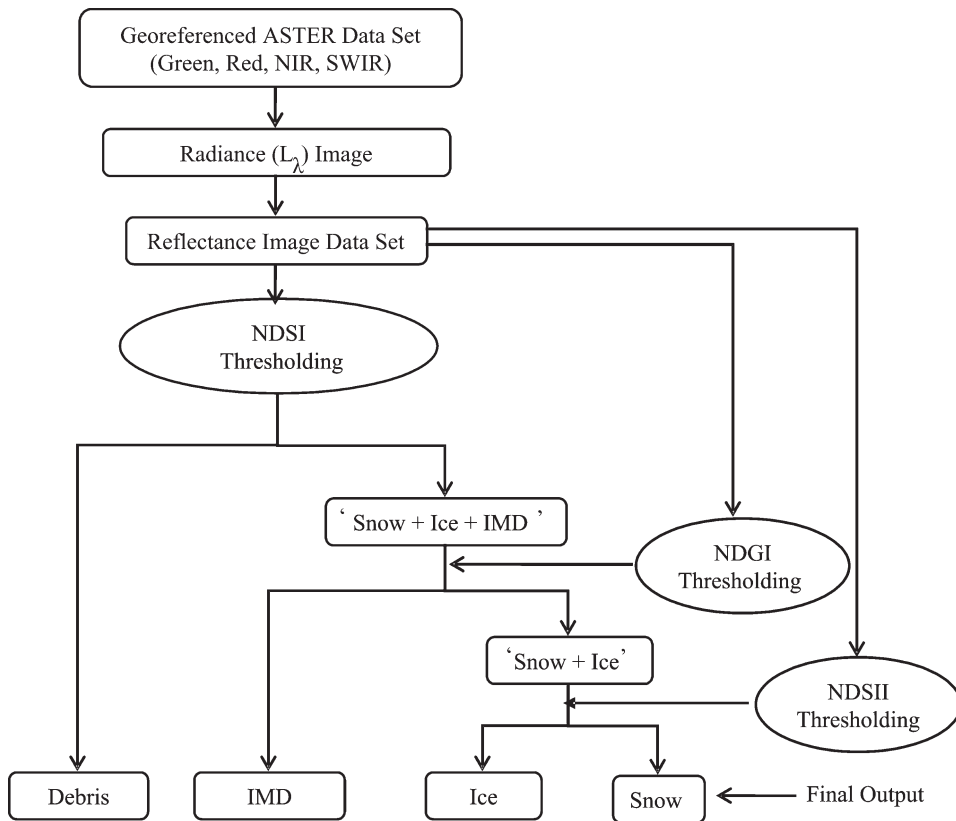 Georeferenced ASTER Data Set
(Green, Red, NIR, SWIR)
Radiance (Lλ) Image
Reflectance Image Data Set
NDSI
Thresholding
‘ Snow + Ice + IMD ’
NDGI
Thresholding
‘Snow + Ice’
NDSII
Thresholding
Debris
IMD
Ice
Snow
Final Output